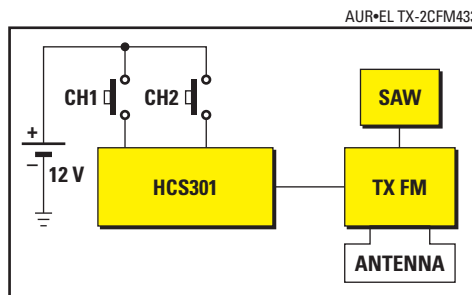 AUR•EL TX-2CFM433
CH1
CH2
SAW
+
–
12 V
HCS301
TX FM
ANTENNA